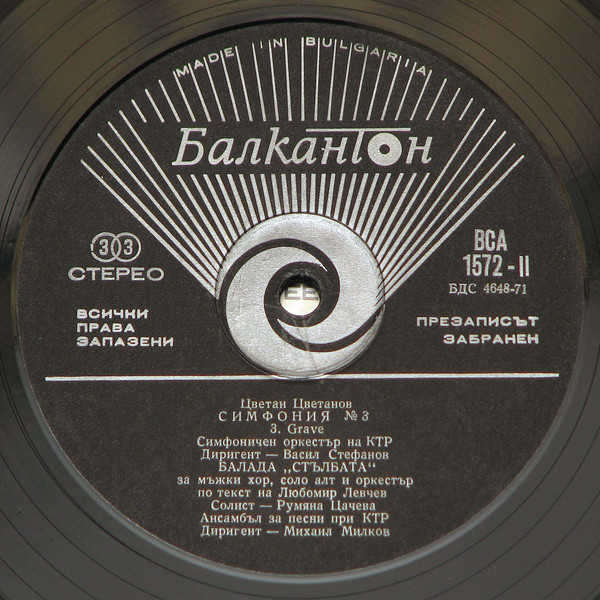 MADE IN BULGARIA
Балкантон
33
СТЕРЕО
ВСА
1572-II
БДС 4648-71
ВСИЧКИ
ПРАВА
ЗАПАЗЕНИ
ПРЕЗАПИСЪТ
ЗАБРАНЕН
Цветан Цветанов
СИМФОНИЯ №3
3. Grave
Симфоничен оркестър на КТР
Диригент — Васил Стефанов
БАЛАДА „СТЪЛБАТА“
за мъжки хор, соло алт и оркестър
по текст на Любомир Левчев
Солист — Румяна Цачева
Ансамбъл за песни при КТР
Диригент — Михаил Милков